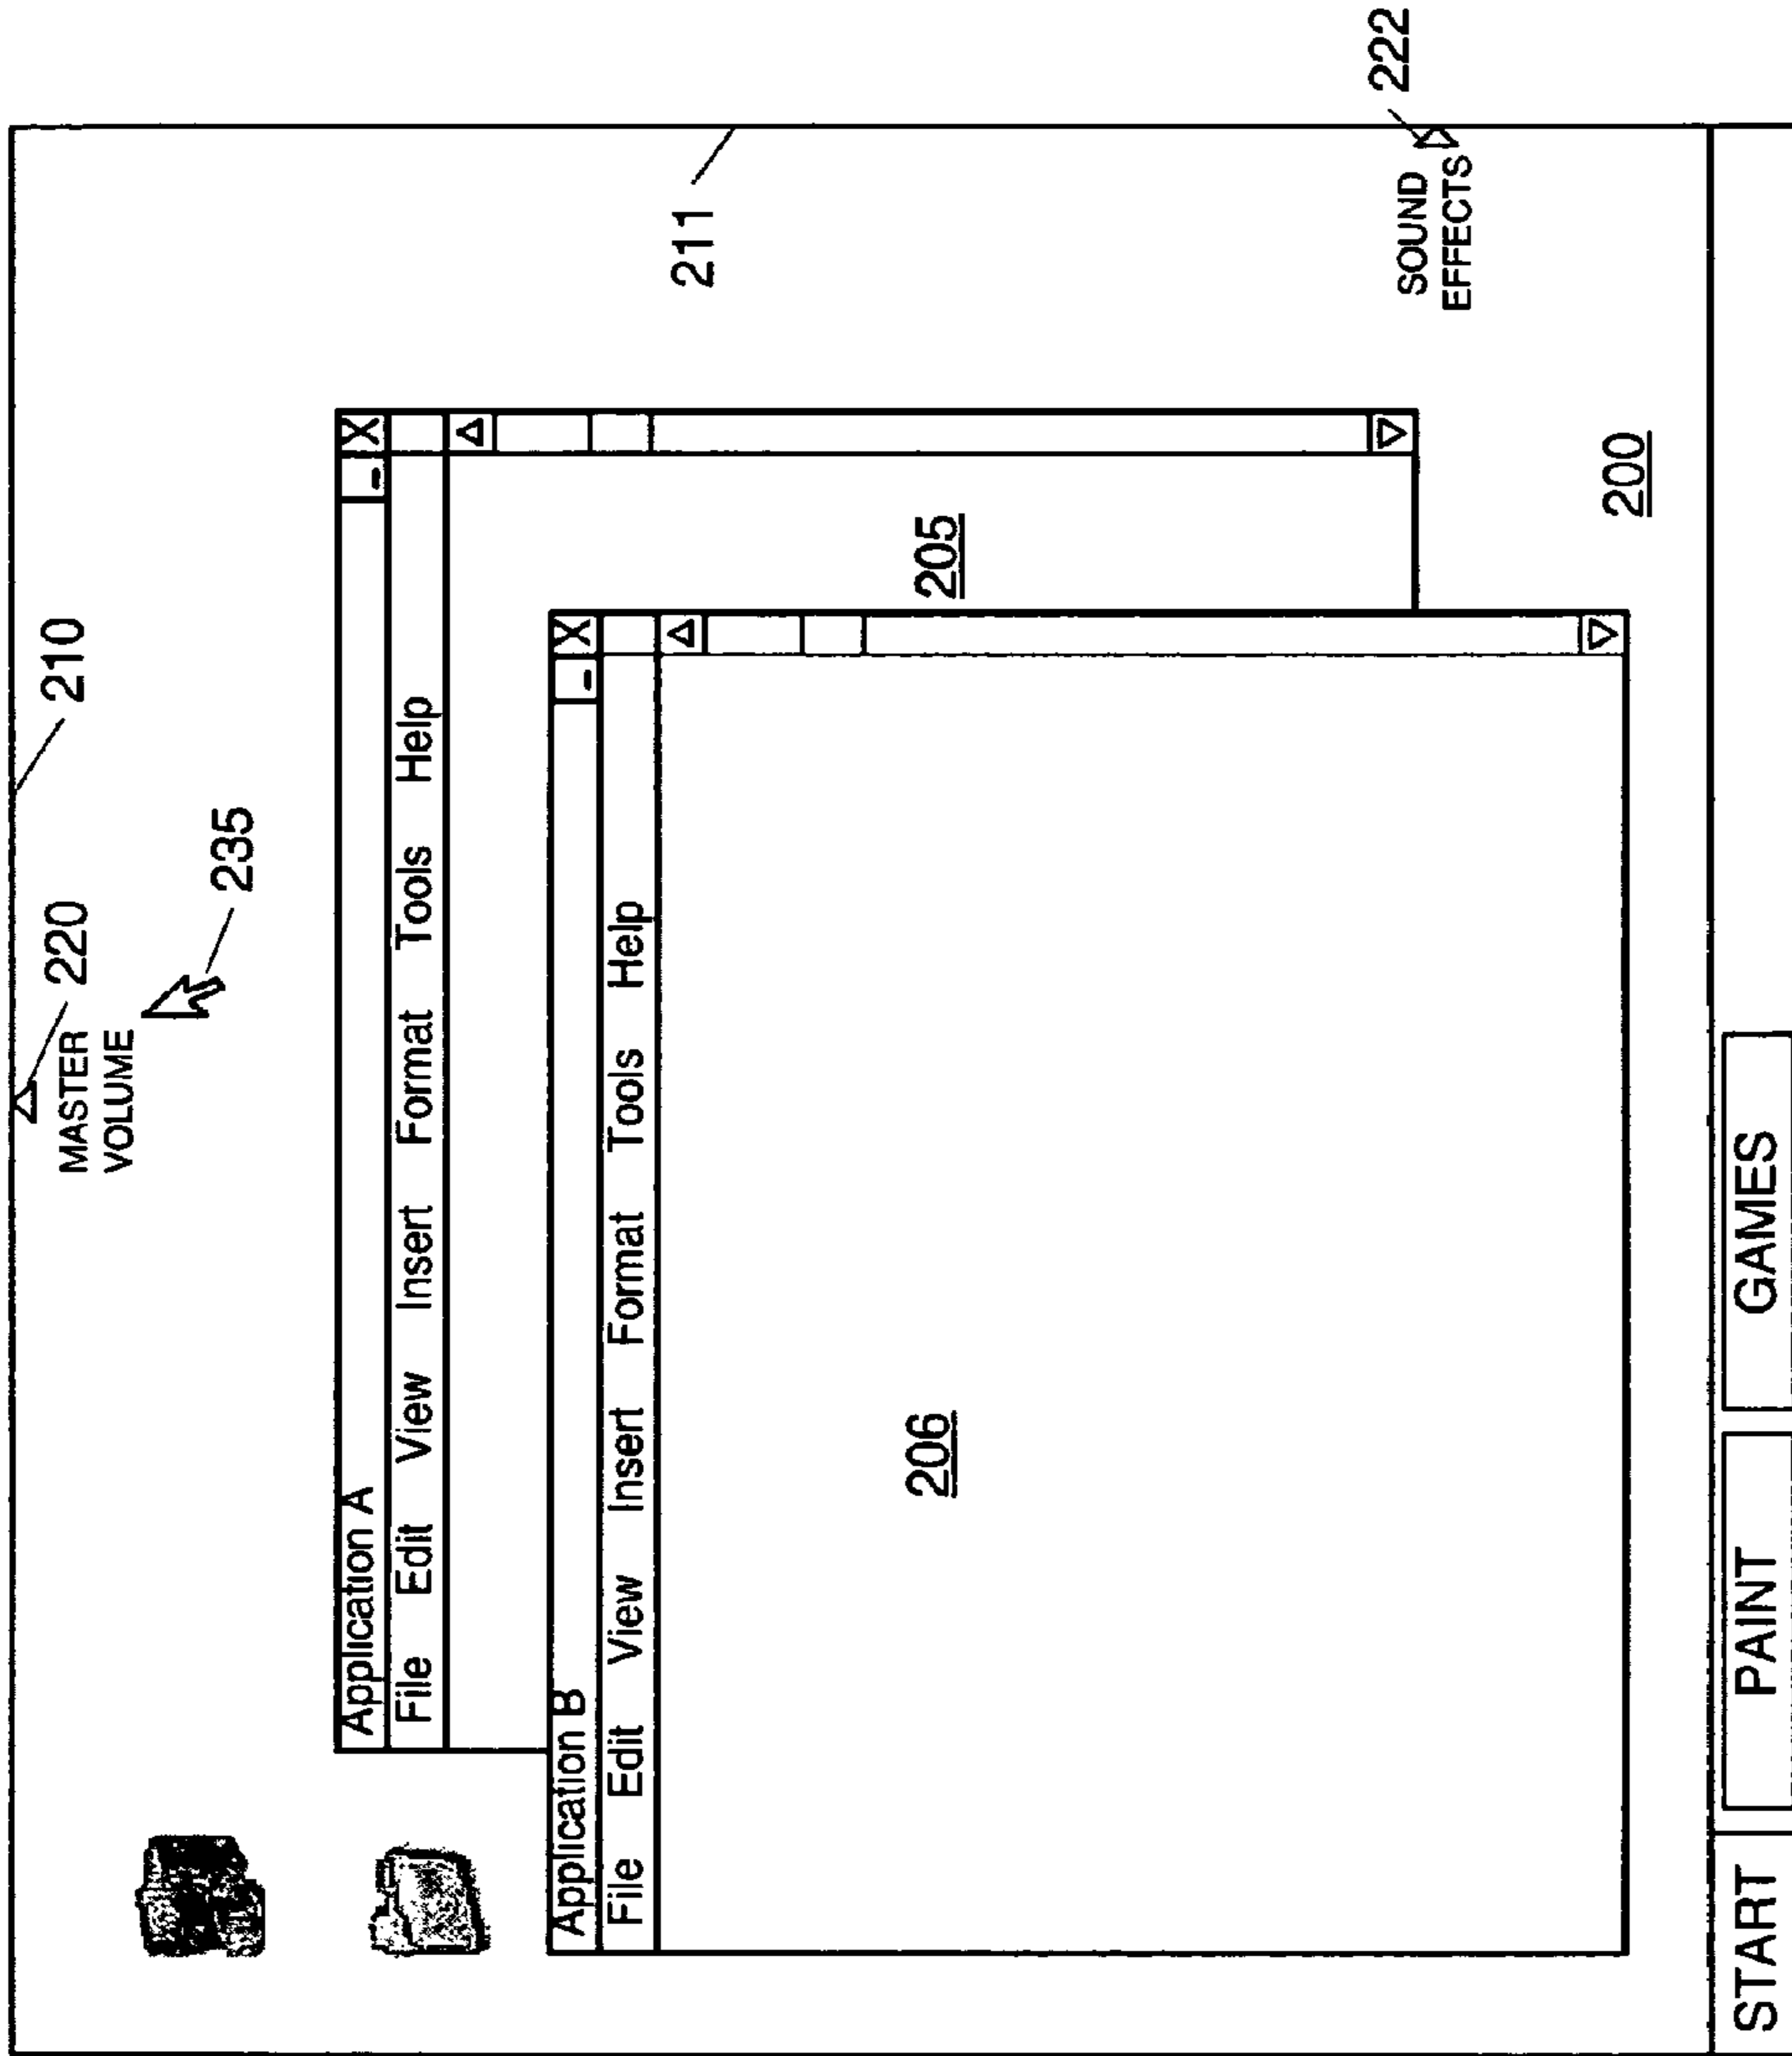 210
220
MASTER
VOLUME
235
211
Application A
_ X
File Edit View Insert Format Tools Help
205
Application B
_ X
File Edit View Insert Format Tools Help
206
222
SOUND
EFFECTS
200
START PAINT GAMES